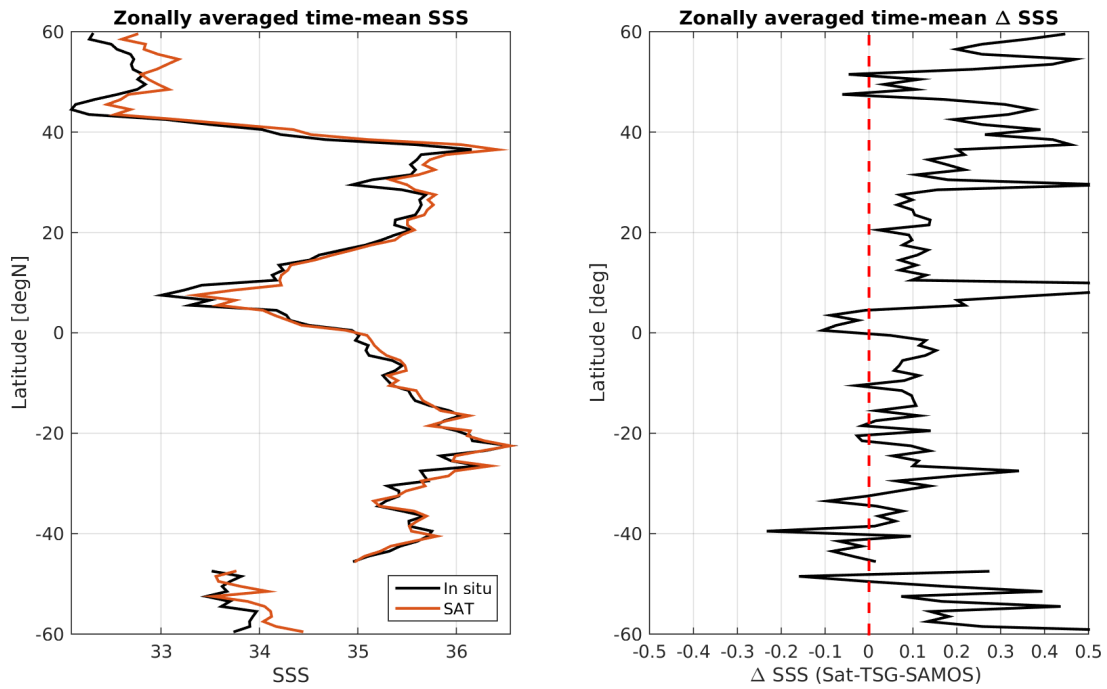 Zonally averaged time-mean SSS
60
40
20
0
-20
-40
-60
Latitude [degN]
33
34
35
36
SSS
In situ
SAT
Zonally averaged time-mean Δ SSS
60
40
20
0
-20
-40
-60
Latitude [deg]
-0.5 -0.5 -0.3 -0.2 -0.1 0 0.1 0.2 0.3 0.4 0.5
Δ SSS (Sat-TSG-SAMOS)